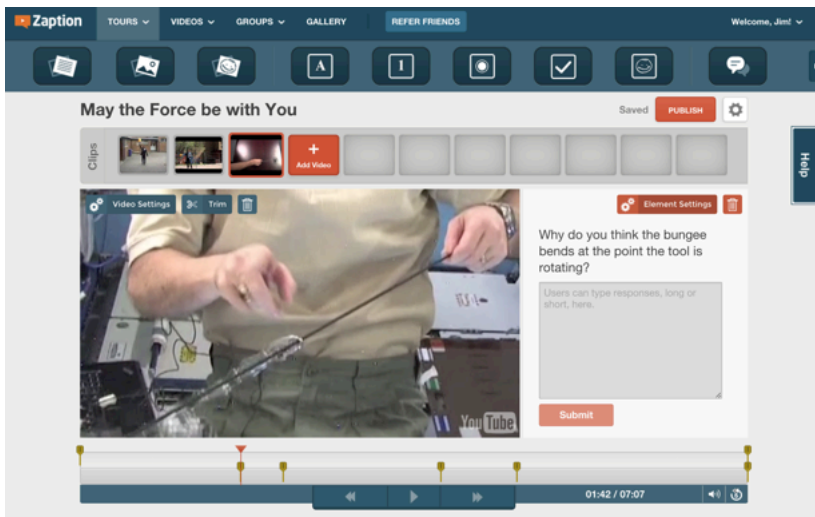 Zaption TOURS VIDEOS GROUPS GALLERY REFER FRIENDS Welcome, Jim!
A 1
May the Force be with You Saved PUBLISH
Clips
+
Add Video
Help
Video Settings Trim Element Settings
Why do you think the bungee
bends at the point the tool is
rotating?
Users can type responses, long or
short, here.
YouTube
Submit
01:42 / 07:07